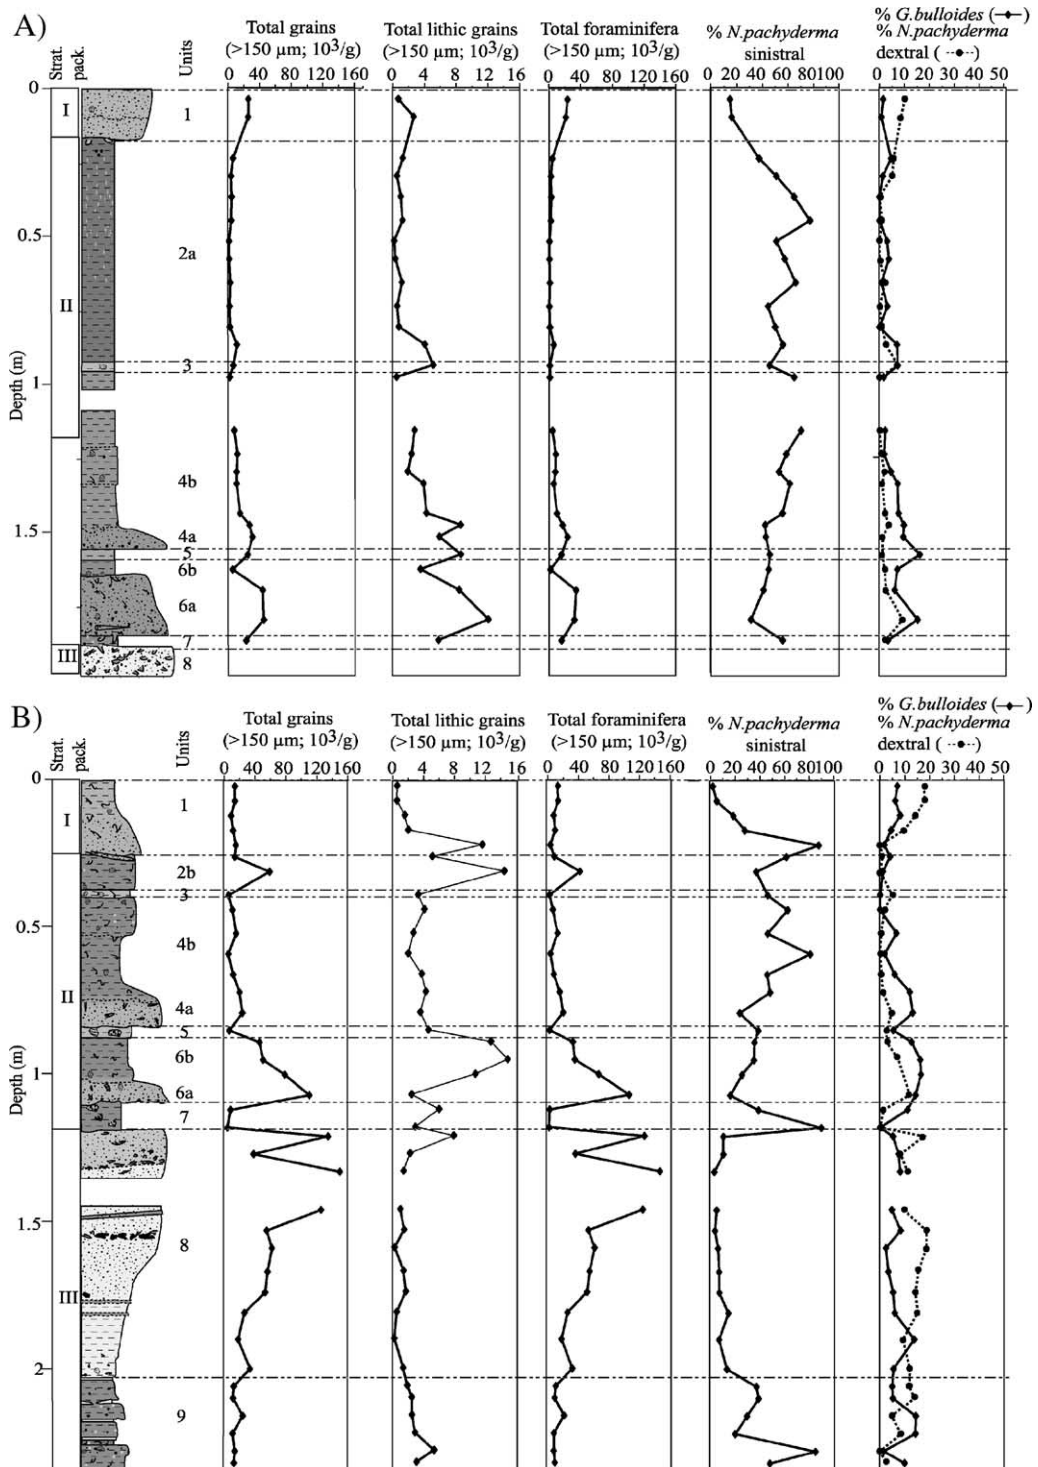 A)
Strat.
pack.
Units
Total grains
(>150 µm; 10³/g)
0 40 80 120 160
Total lithic grains
(>150 µm; 10³/g)
0 4 8 12 16
Total foraminifera
(>150 µm; 10³/g)
0 40 80 120 160
% N.pachyderma
sinistral
0 20 40 60 80100
% G.bulloides (—)
% N.pachyderma
dextral (····)
0 10 20 30 40 50
0
0.5
1
1.5
Depth (m)
I
II
III
1
2a
3
4b
4a
5
6b
6a
7
8
B)
Strat.
pack.
Units
Total grains
(>150 µm; 10³/g)
0 40 80 120 160
Total lithic grains
(>150 µm; 10³/g)
0 4 8 12 16
Total foraminifera
(>150 µm; 10³/g)
0 40 80 120 160
% N.pachyderma
sinistral
0 20 40 60 80100
% G.bulloides (—)
% N.pachyderma
dextral (····)
0 10 20 30 40 50
0
0.5
1
1.5
2
Depth (m)
I
II
III
1
2b
3
4b
4a
5
6b
6a
7
8
9